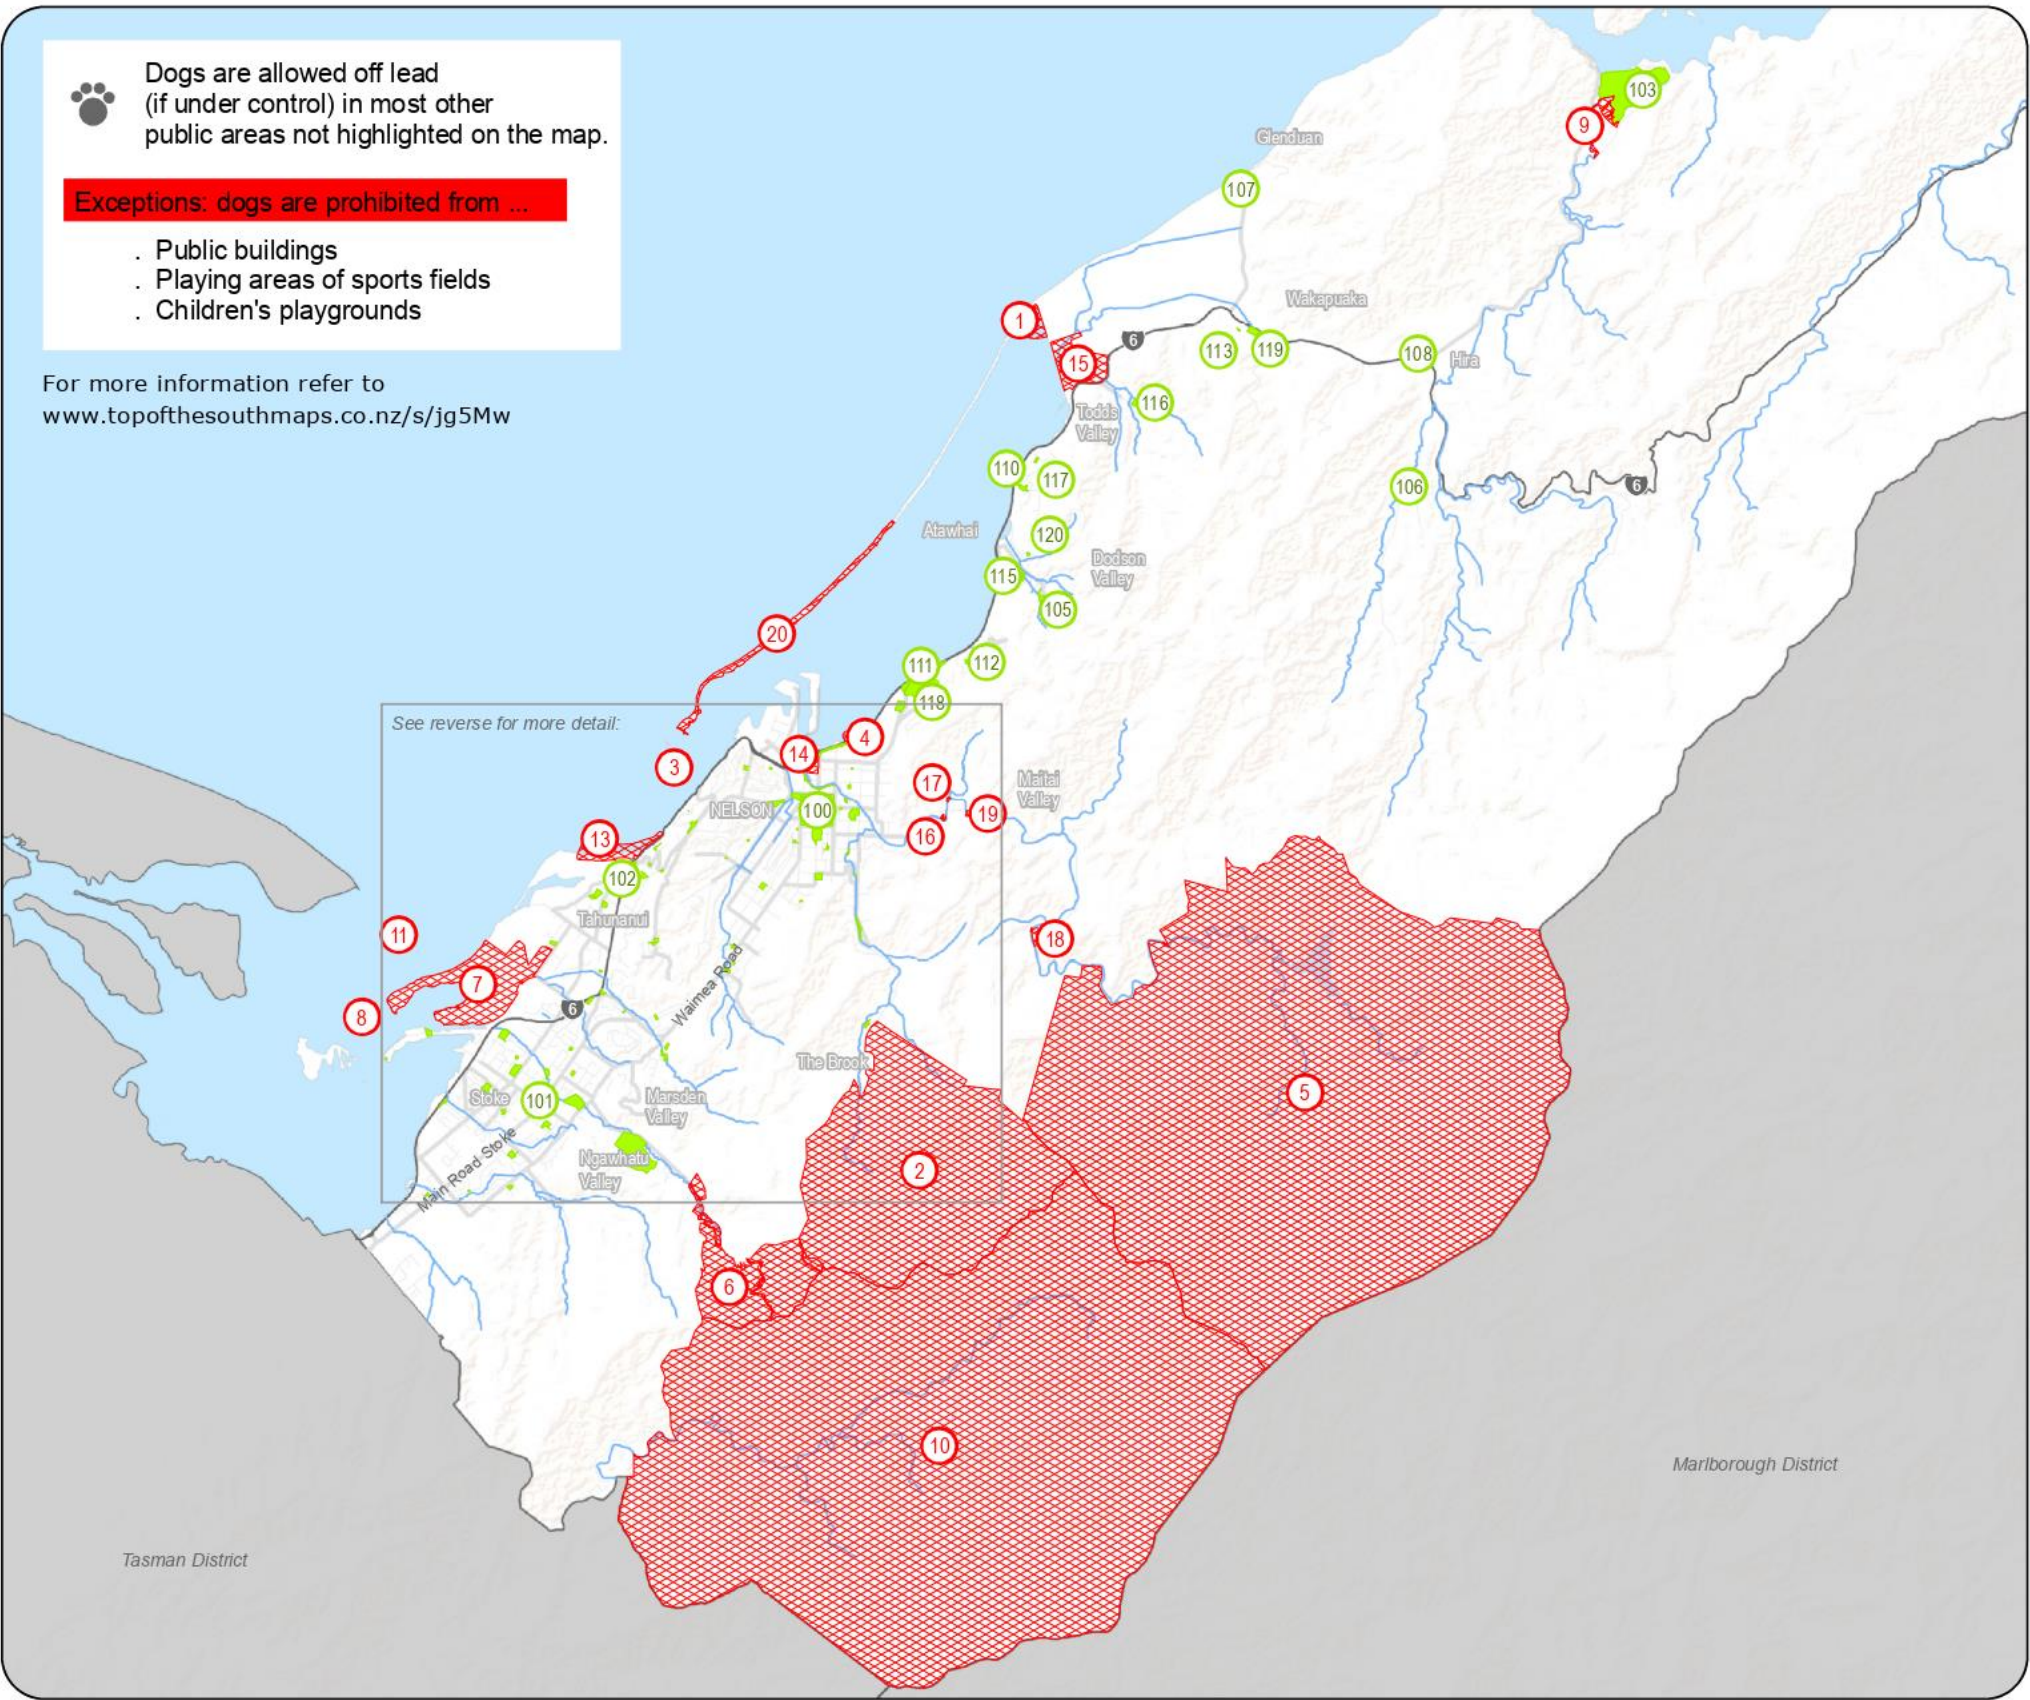 Dogs are allowed off lead
(if under control) in most other
public areas not highlighted on the map.
Exceptions: dogs are prohibited from ...
. Public buildings
. Playing areas of sports fields
. Children's playgrounds
For more information refer to
www.topofthesouthmaps.co.nz/s/jg5Mw
103
9
Glenduan
107
Wakapuaka
1
6
113
119
108
Hira
15
116
Todds
Valley
110
117
106
6
Atawhai
120
Dodson
Valley
115
105
20
111
112
118
See reverse for more detail:
4
14
3
17
Maitai
Valley
NELSON
100
19
16
13
102
Tahunanui
11
18
7
Waimea Road
8
6
The Brook
5
Stoke
101
Marsden
Valley
Main Road Stoke
Ngawhatu
Valley
2
6
10
Marlborough District
Tasman District